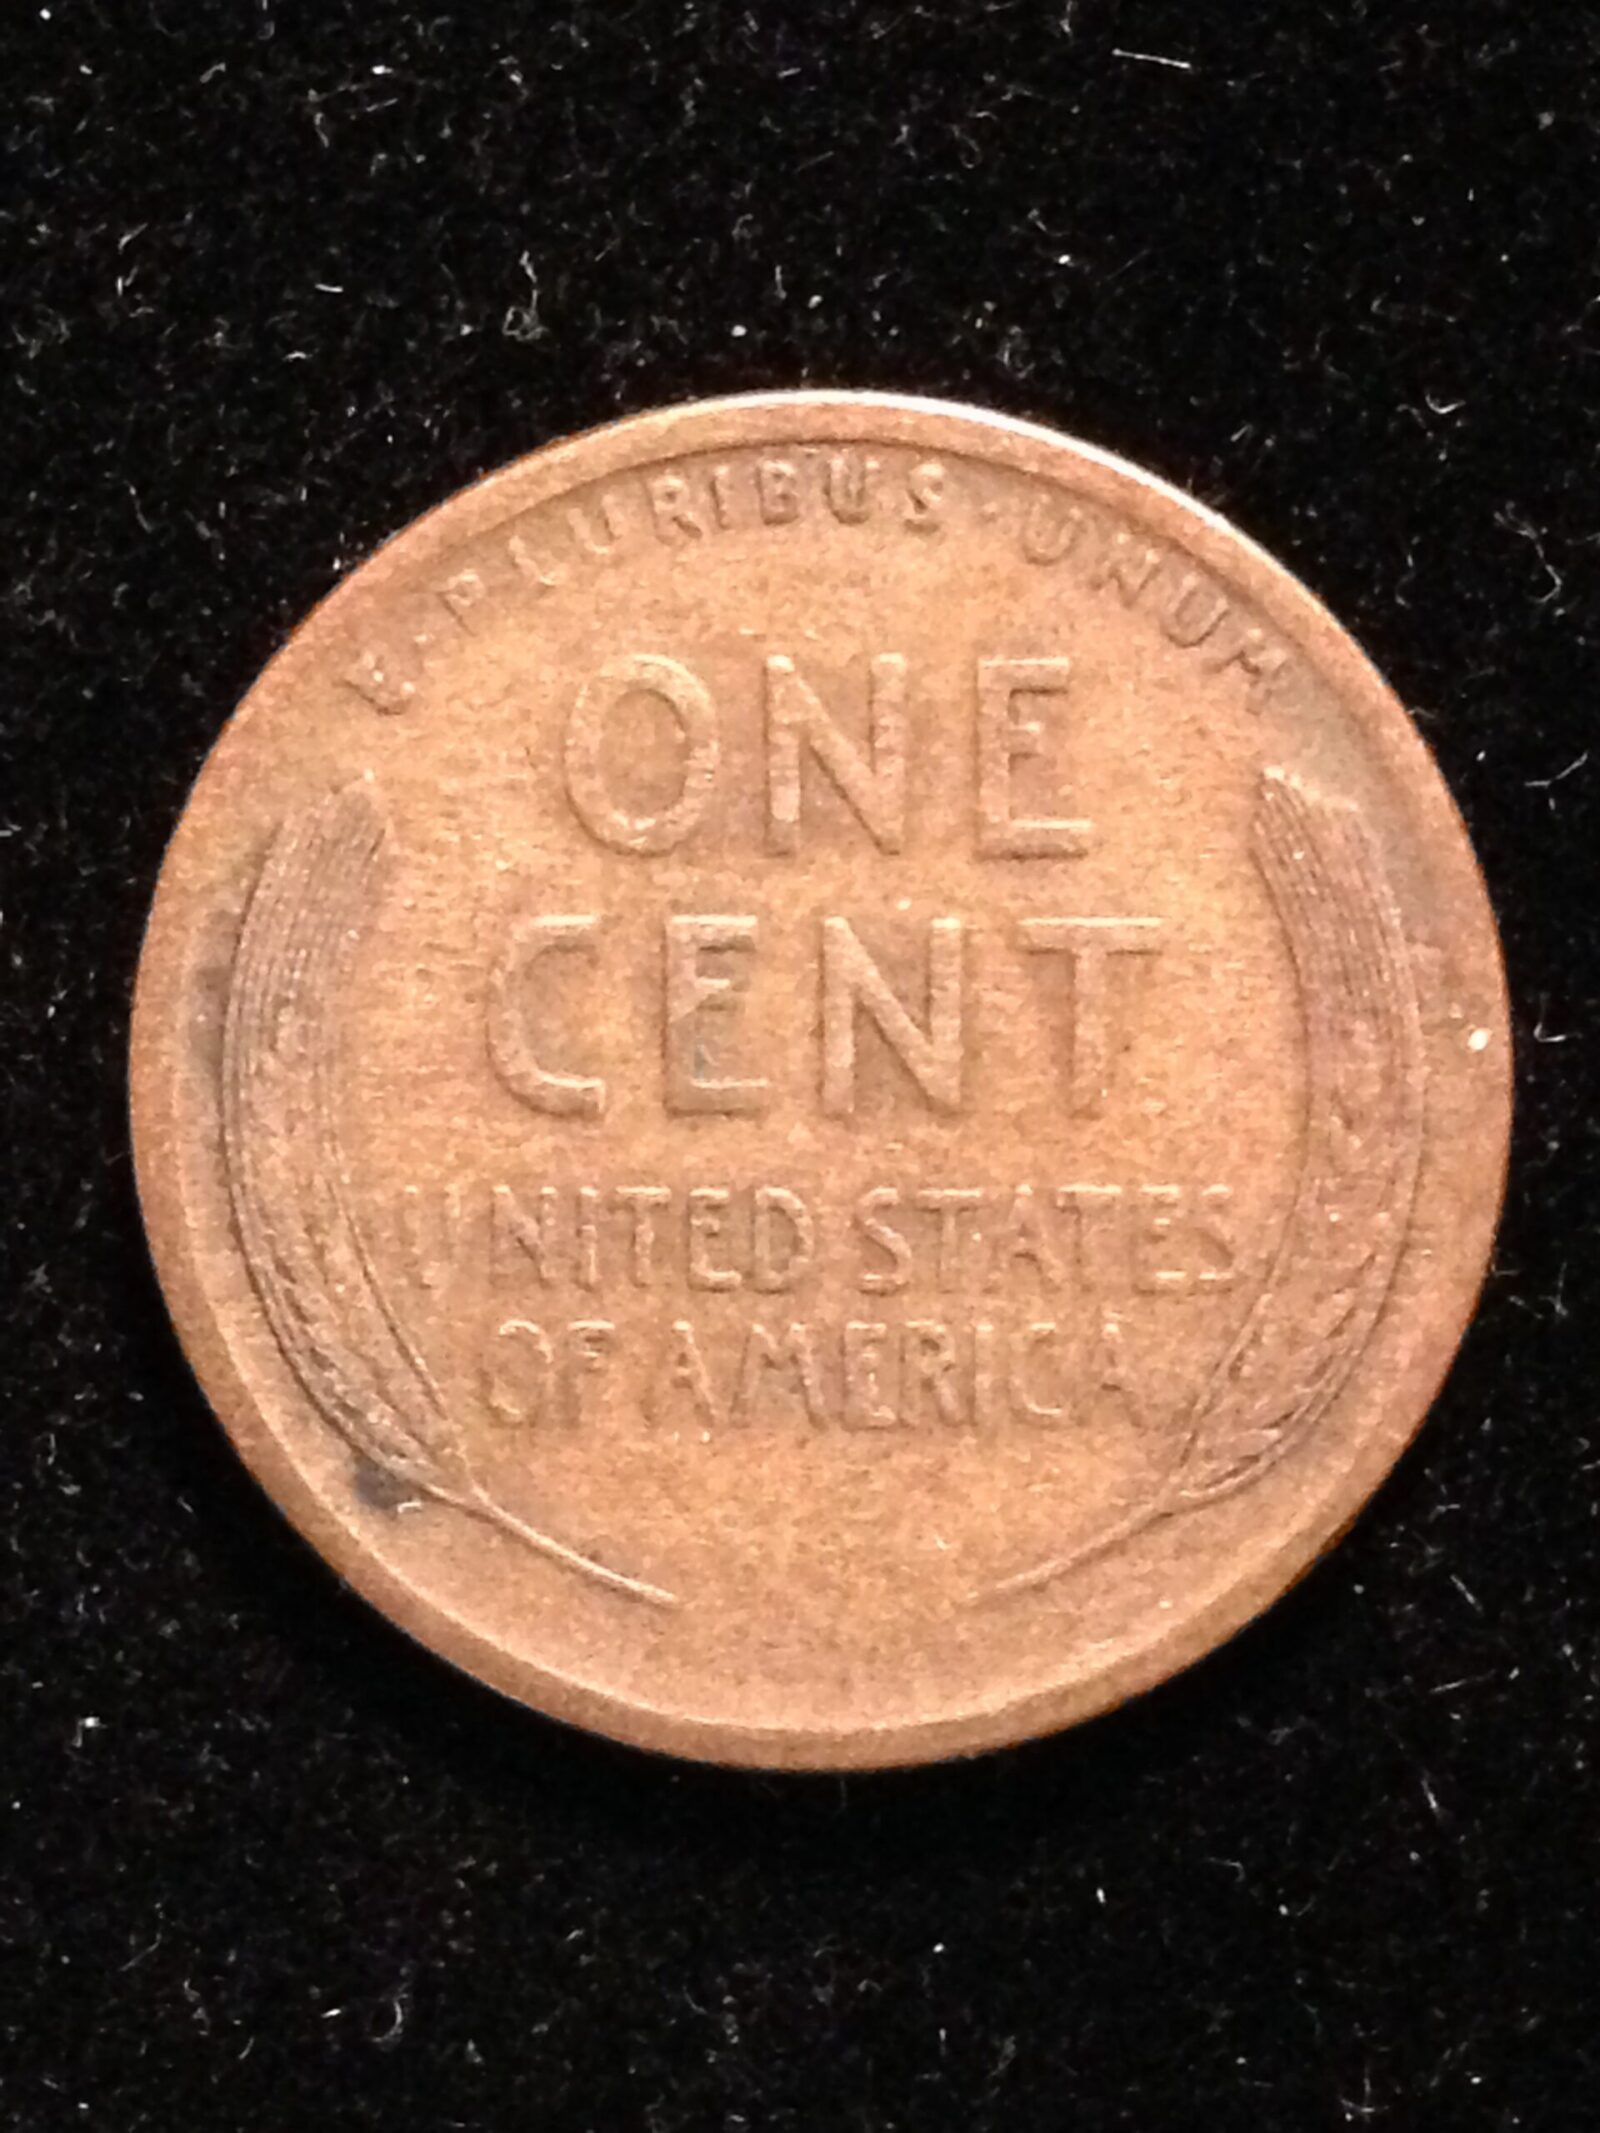 E·PLURIBUS·UNUM
ONE
CENT
UNITED STATES
OF AMERICA